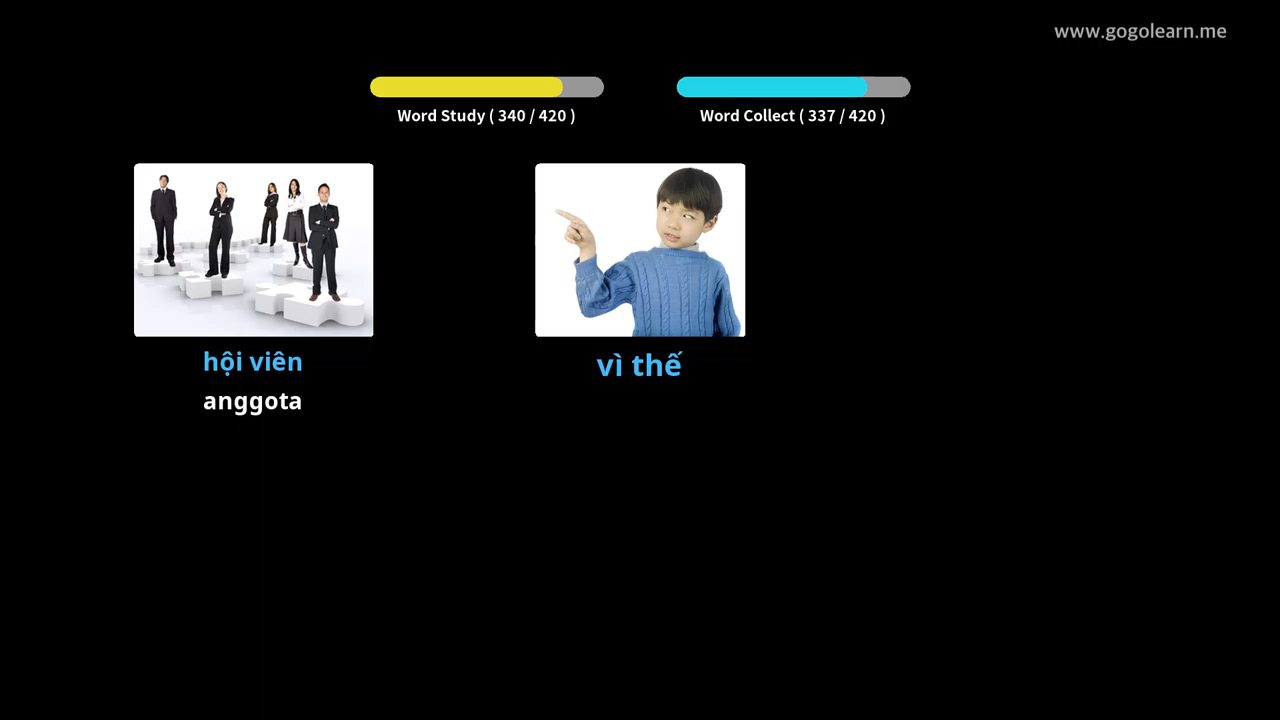 www.gogolearn.me
Word Study ( 340 / 420 )
Word Collect ( 337 / 420 )
hội viên
anggota
vì thế